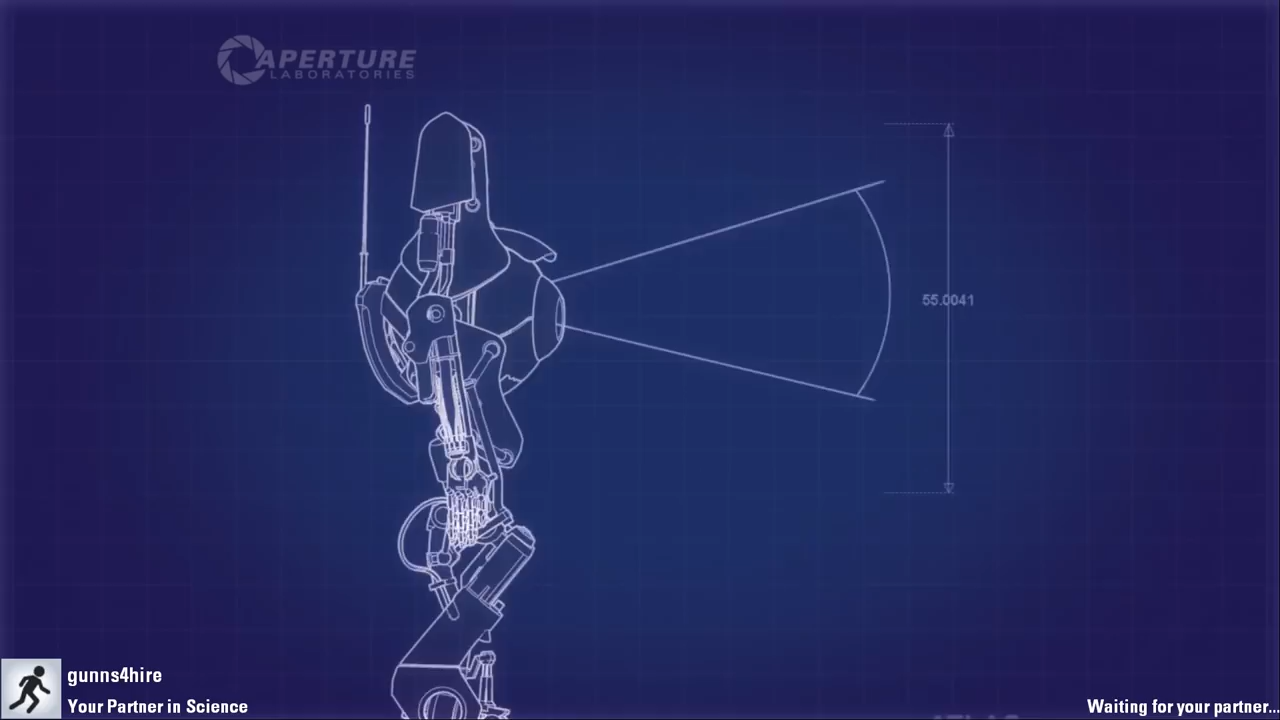 APERTURE
LABORATORIES
55.0041
gunns4hire
Your Partner in Science
Waiting for your partner...